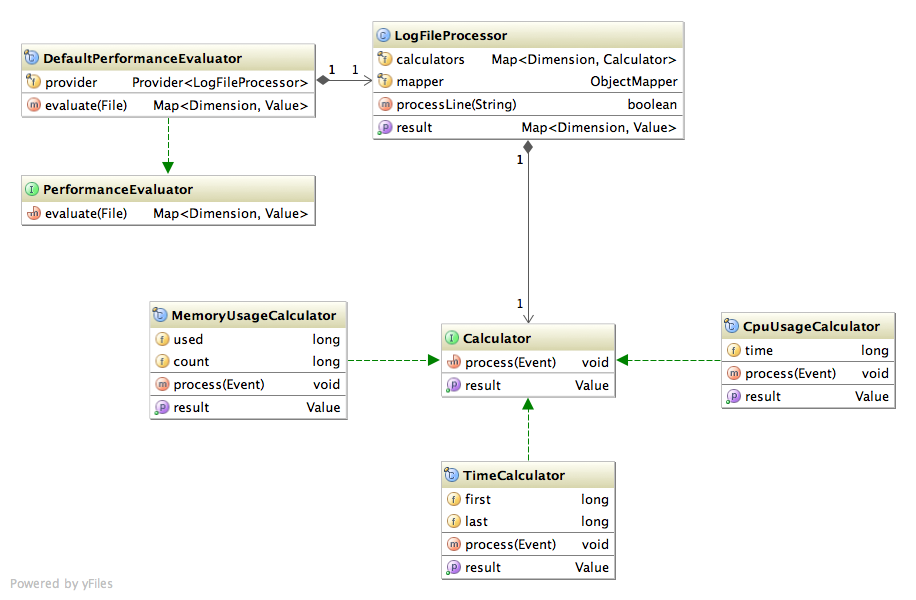 DefaultPerformanceEvaluator
provider Provider<LogFileProcessor>
evaluate(File) Map<Dimension, Value>
1 1
LogFileProcessor
calculators Map<Dimension, Calculator>
mapper ObjectMapper
processLine(String) boolean
result Map<Dimension, Value>
1
PerformanceEvaluator
evaluate(File) Map<Dimension, Value>
1
MemoryUsageCalculator
used long
count long
process(Event) void
result Value
Calculator
process(Event) void
result Value
CpuUsageCalculator
time long
process(Event) void
result Value
TimeCalculator
first long
last long
process(Event) void
result Value
Powered by yFiles